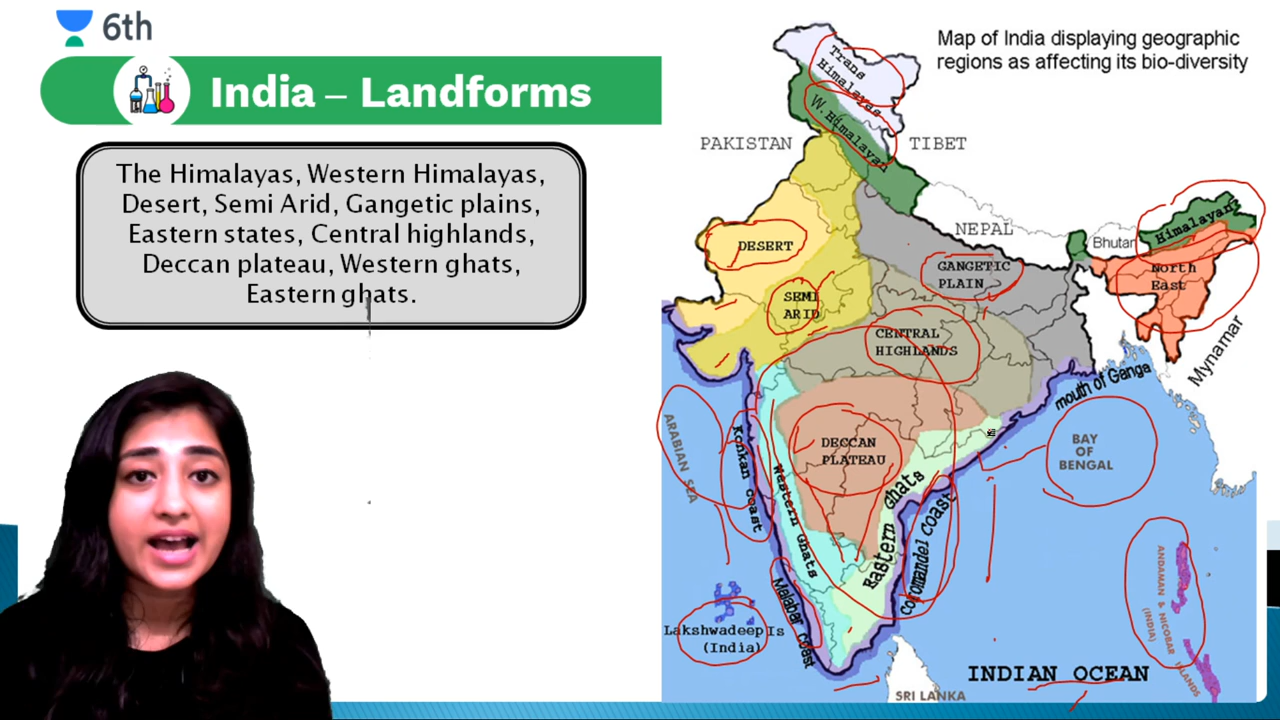 6th
India – Landforms
The Himalayas, Western Himalayas,
Desert, Semi Arid, Gangetic plains,
Eastern states, Central highlands,
Deccan plateau, Western ghats,
Eastern ghats.
Map of India displaying geographic
regions as affecting its bio-diversity
Trans
Himalayas
W. Himalayan
PAKISTAN
TIBET
NEPAL
Bhutan
Himalayan
North
East
Mynamar
DESERT
SEMI
ARID
GANGETIC
PLAIN
CENTRAL
HIGHLANDS
mouth of Ganga
DECCAN
PLATEAU
ARABIAN SEA
Konkan coast
Western Ghats
Eastern Ghats
Coromandel Coast
Malabar coast
BAY
OF
BENGAL
Lakshwadeep Is
(India)
ANDAMAN & NICOBAR ISLANDS
(INDIA)
INDIAN OCEAN
SRI LANKA